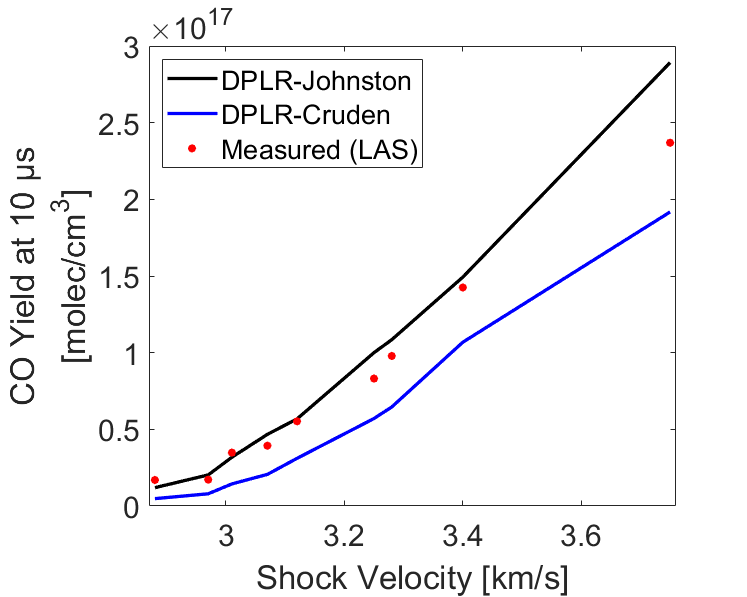 ×10^17
3
2.5
2
1.5
1
0.5
0
DPLR-Johnston
DPLR-Cruden
Measured (LAS)
CO Yield at 10 μs
[molec/cm^3]
3
3.2
3.4
3.6
Shock Velocity [km/s]